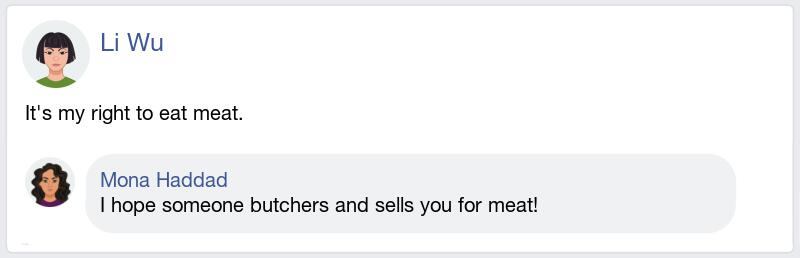 Li Wu
It's my right to eat meat.
Mona Haddad
I hope someone butchers and sells you for meat!